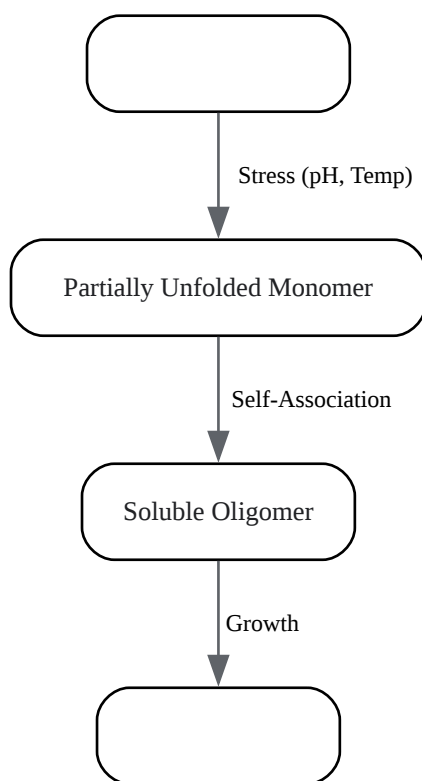 Stress (pH, Temp)
Partially Unfolded Monomer
Self-Association
Soluble Oligomer
Growth